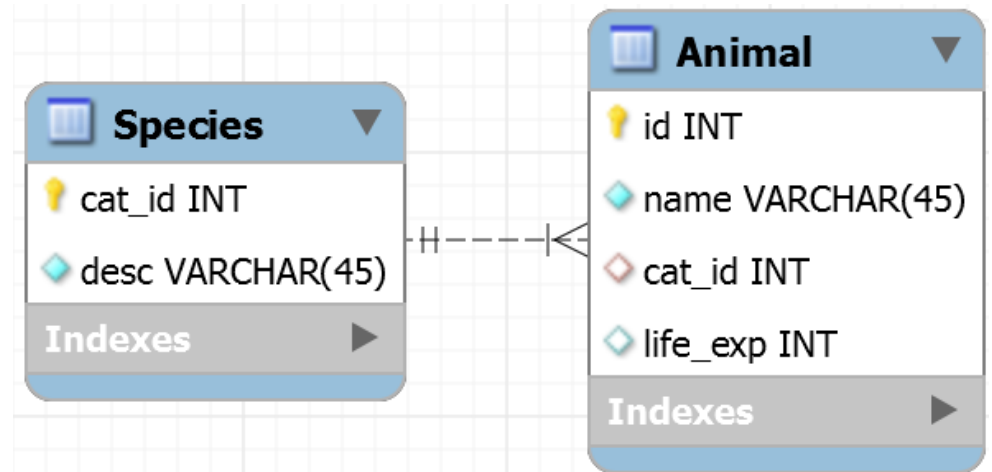 Species
cat_id INT
desc VARCHAR(45)
Indexes
Animal
id INT
name VARCHAR(45)
cat_id INT
life_exp INT
Indexes